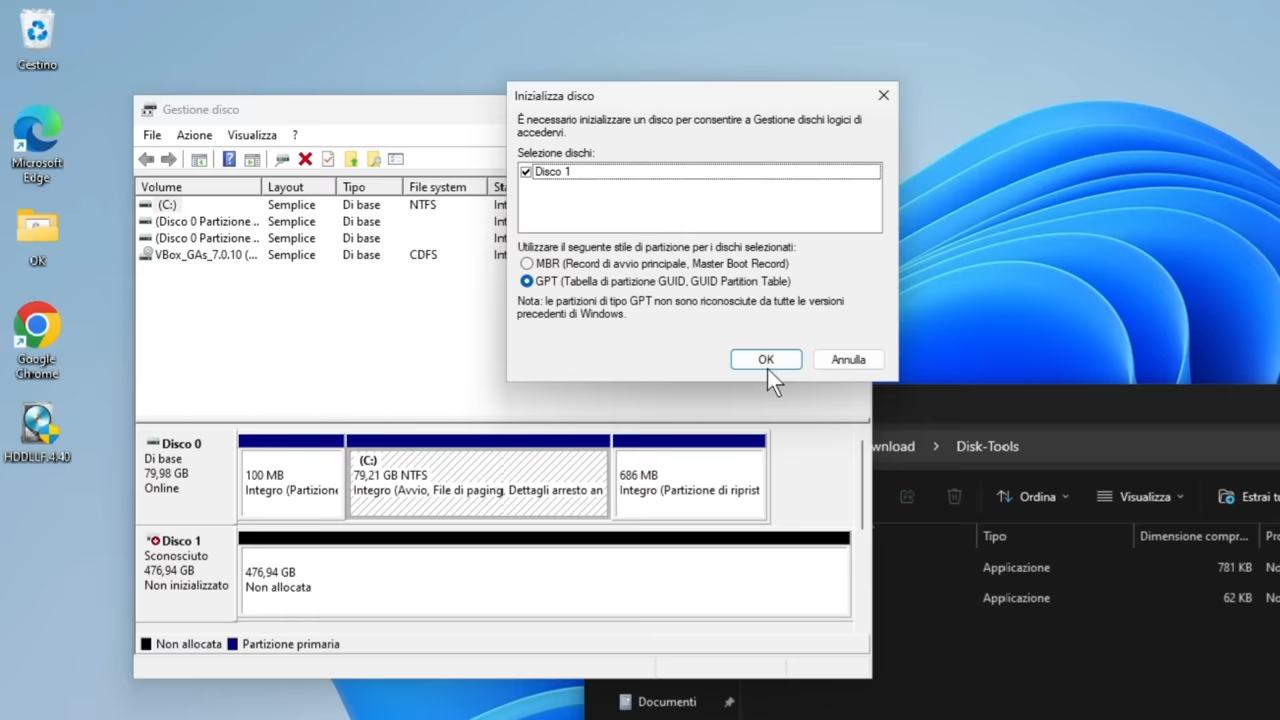 Cestino
Microsoft
Edge
OK
Google
Chrome
HDDLLF.4.40
Gestione disco
File Azione Visualizza ?
Volume Layout Tipo File system
(C:) Semplice Di base NTFS
(Disco 0 Partizione... Semplice Di base
(Disco 0 Partizione... Semplice Di base
VBox_GAs_7.0.10 (... Semplice Di base CDFS
Inizializza disco
È necessario inizializzare un disco per consentire a Gestione dischi logici di
accedervi.
Selezione dischi:
Disco 1
Utilizzare il seguente stile di partizione per i dischi selezionati:
MBR (Record di avvio principale, Master Boot Record)
GPT (Tabella di partizione GUID, GUID Partition Table)
Nota: le partizioni di tipo GPT non sono riconosciute da tutte le versioni
precedenti di Windows.
OK Annulla
Disco 0
Di base
79,98 GB
Online
100 MB
Integro (Partizione
(C:)
79,21 GB NTFS
Integro (Avvio, File di paging, Dettagli arresto an
686 MB
Integro (Partizione di riprist
Disco 1
Sconosciuto
476,94 GB
Non inizializzato
476,94 GB
Non allocata
Non allocata Partizione primaria
wnload > Disk-Tools
Ordina Visualizza Estrai tu
Tipo Dimensione compr... Pro
Applicazione 781 KB No
Applicazione 62 KB No
Documenti